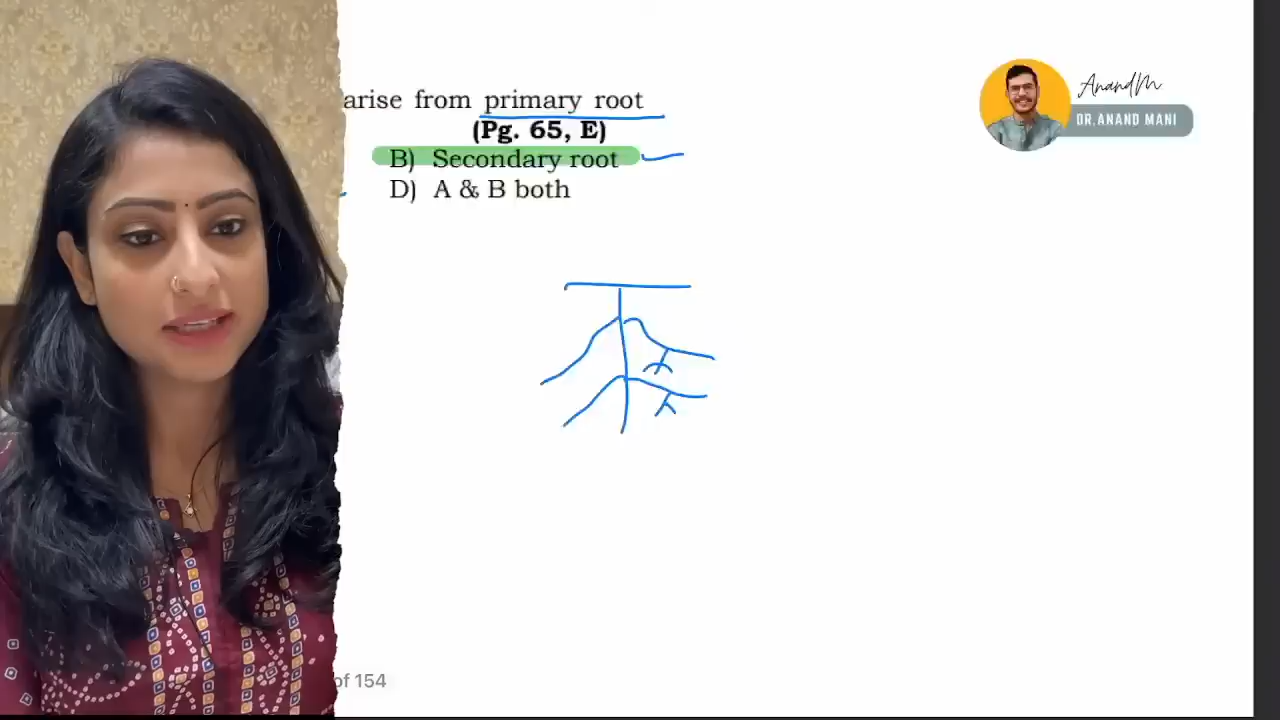 arise from primary root
(Pg. 65, E)
B) Secondary root
D) A & B both
AnandM
DR.ANAND MANI
of 154